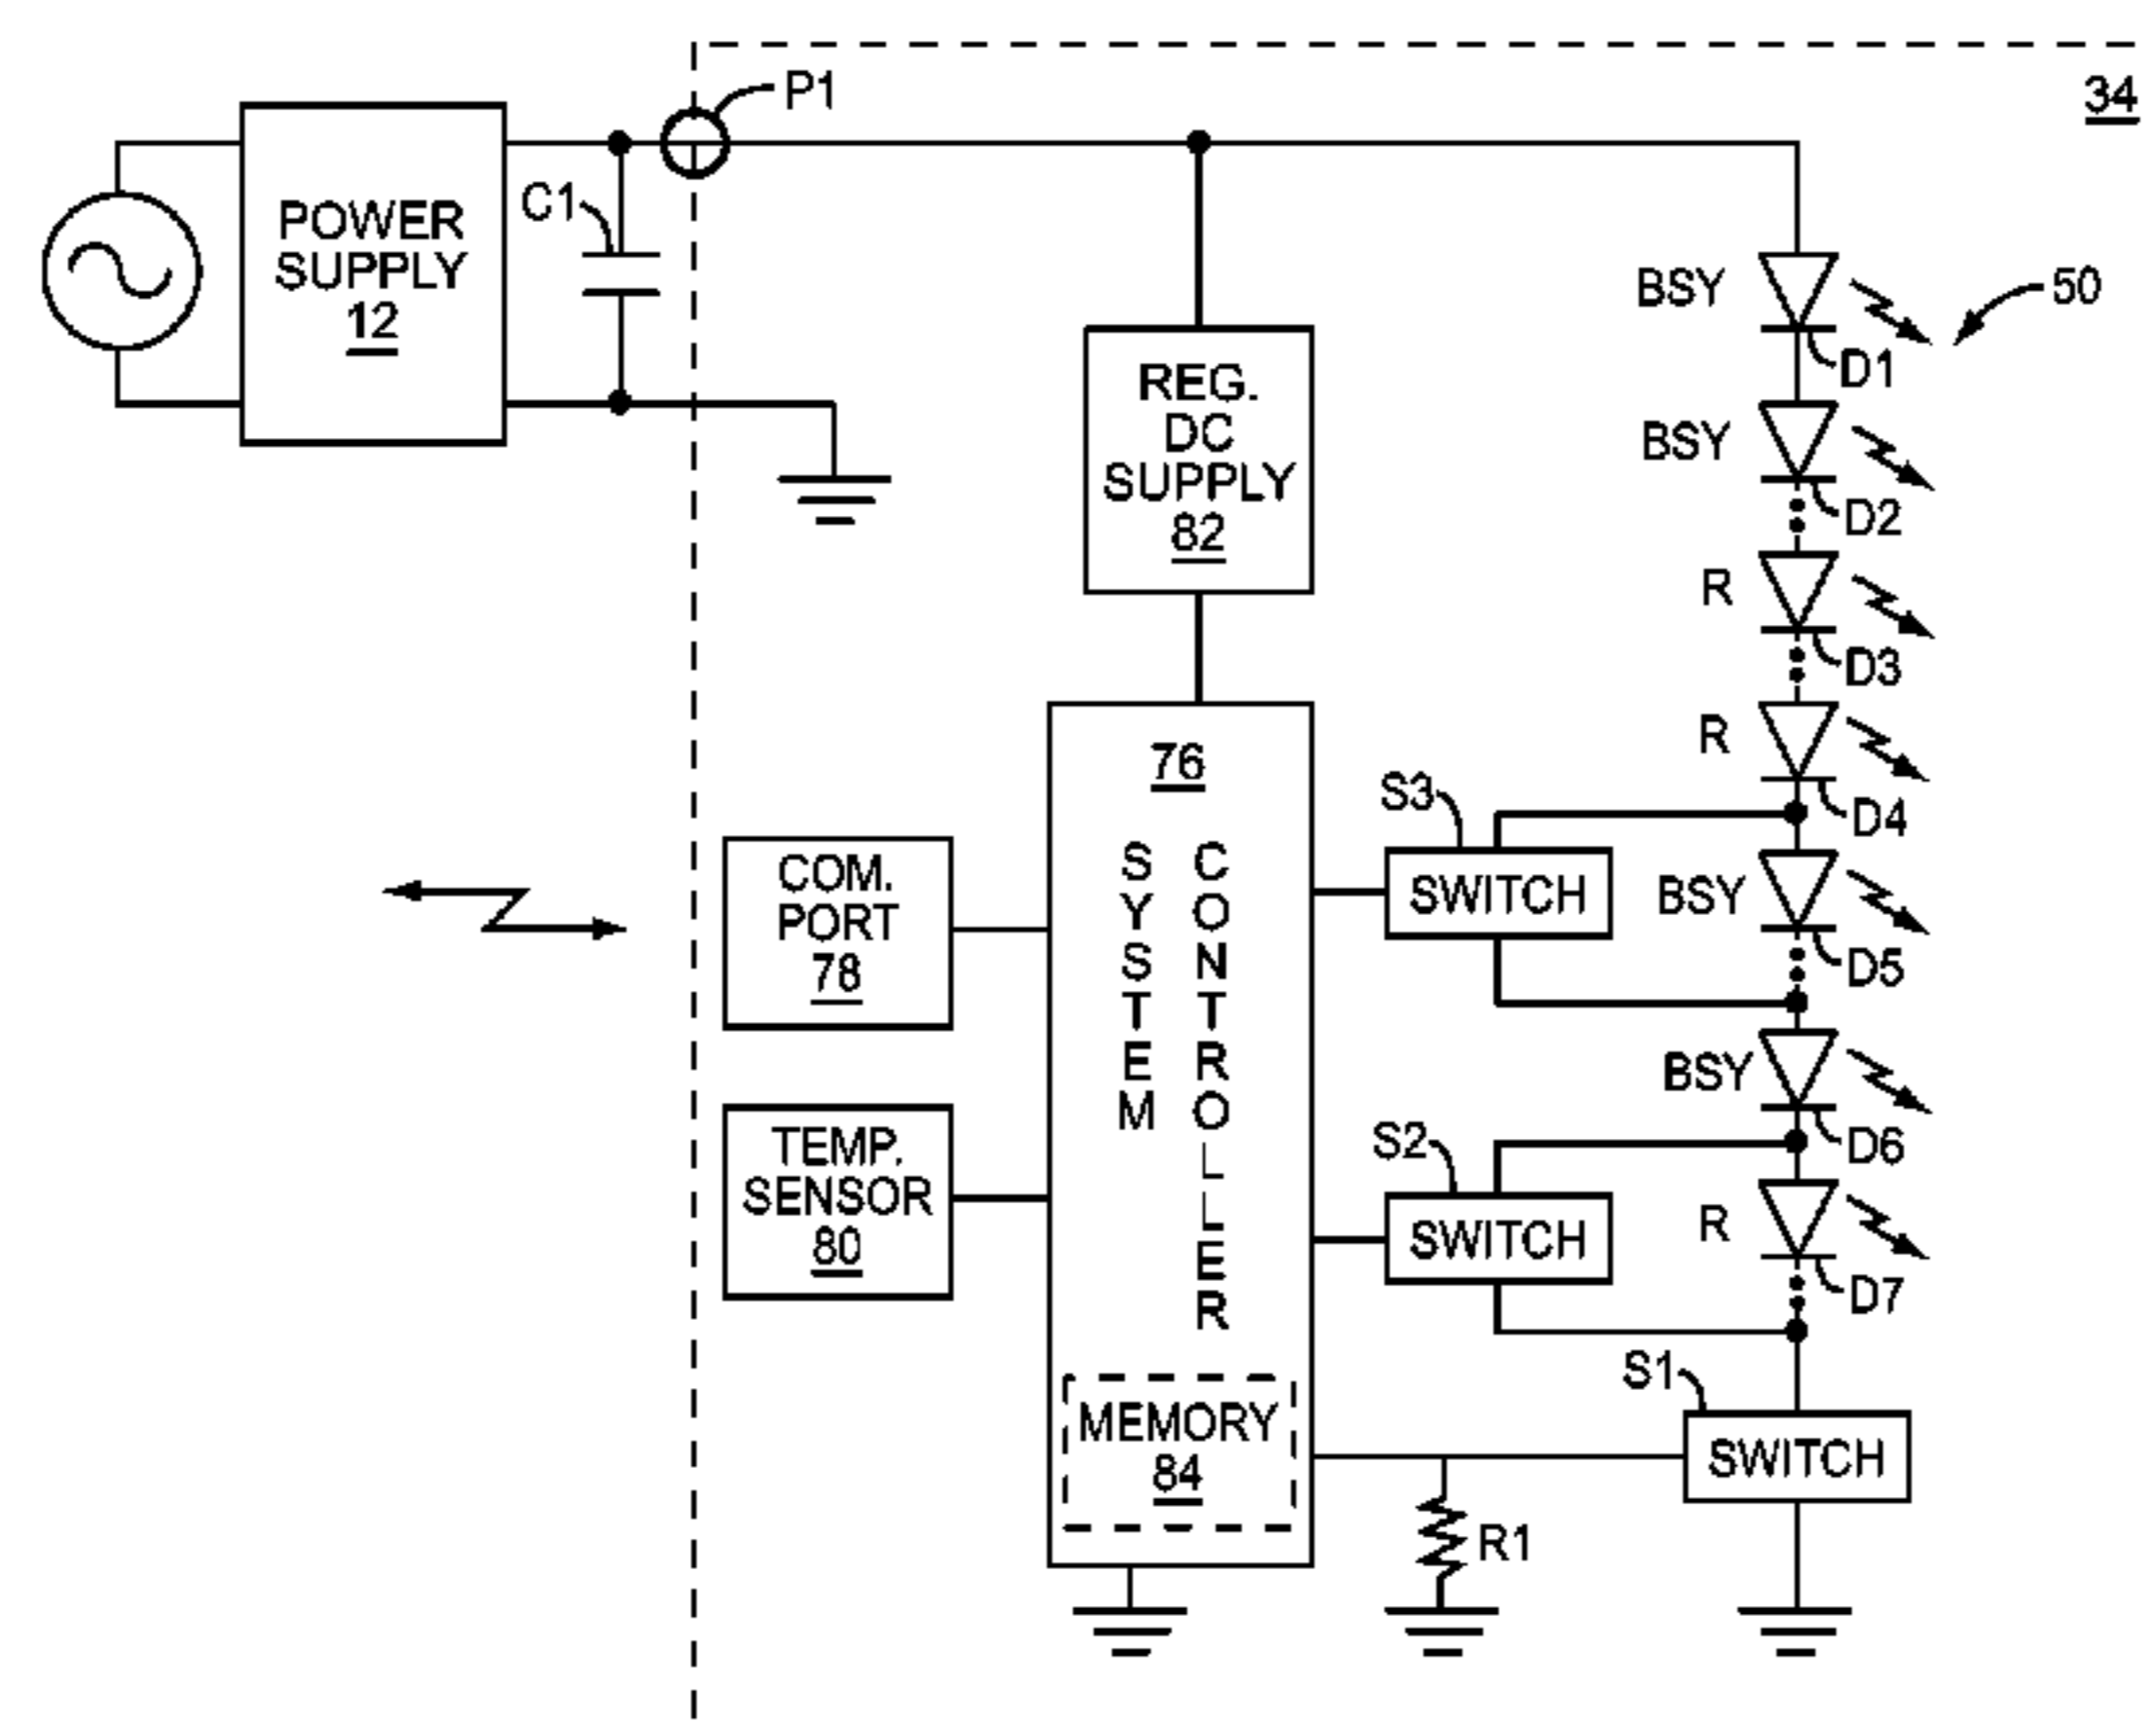 P1
34
POWER
SUPPLY
12
C1
BSY
50
D1
REG.
DC
SUPPLY
82
BSY
D2
R
D3
R
D4
76
SYSTEM
CONTROLLER
S3
SWITCH
COM.
PORT
78
BSY
D5
BSY
D6
TEMP.
SENSOR
80
S2
SWITCH
R
D7
S1
SWITCH
MEMORY
84
R1